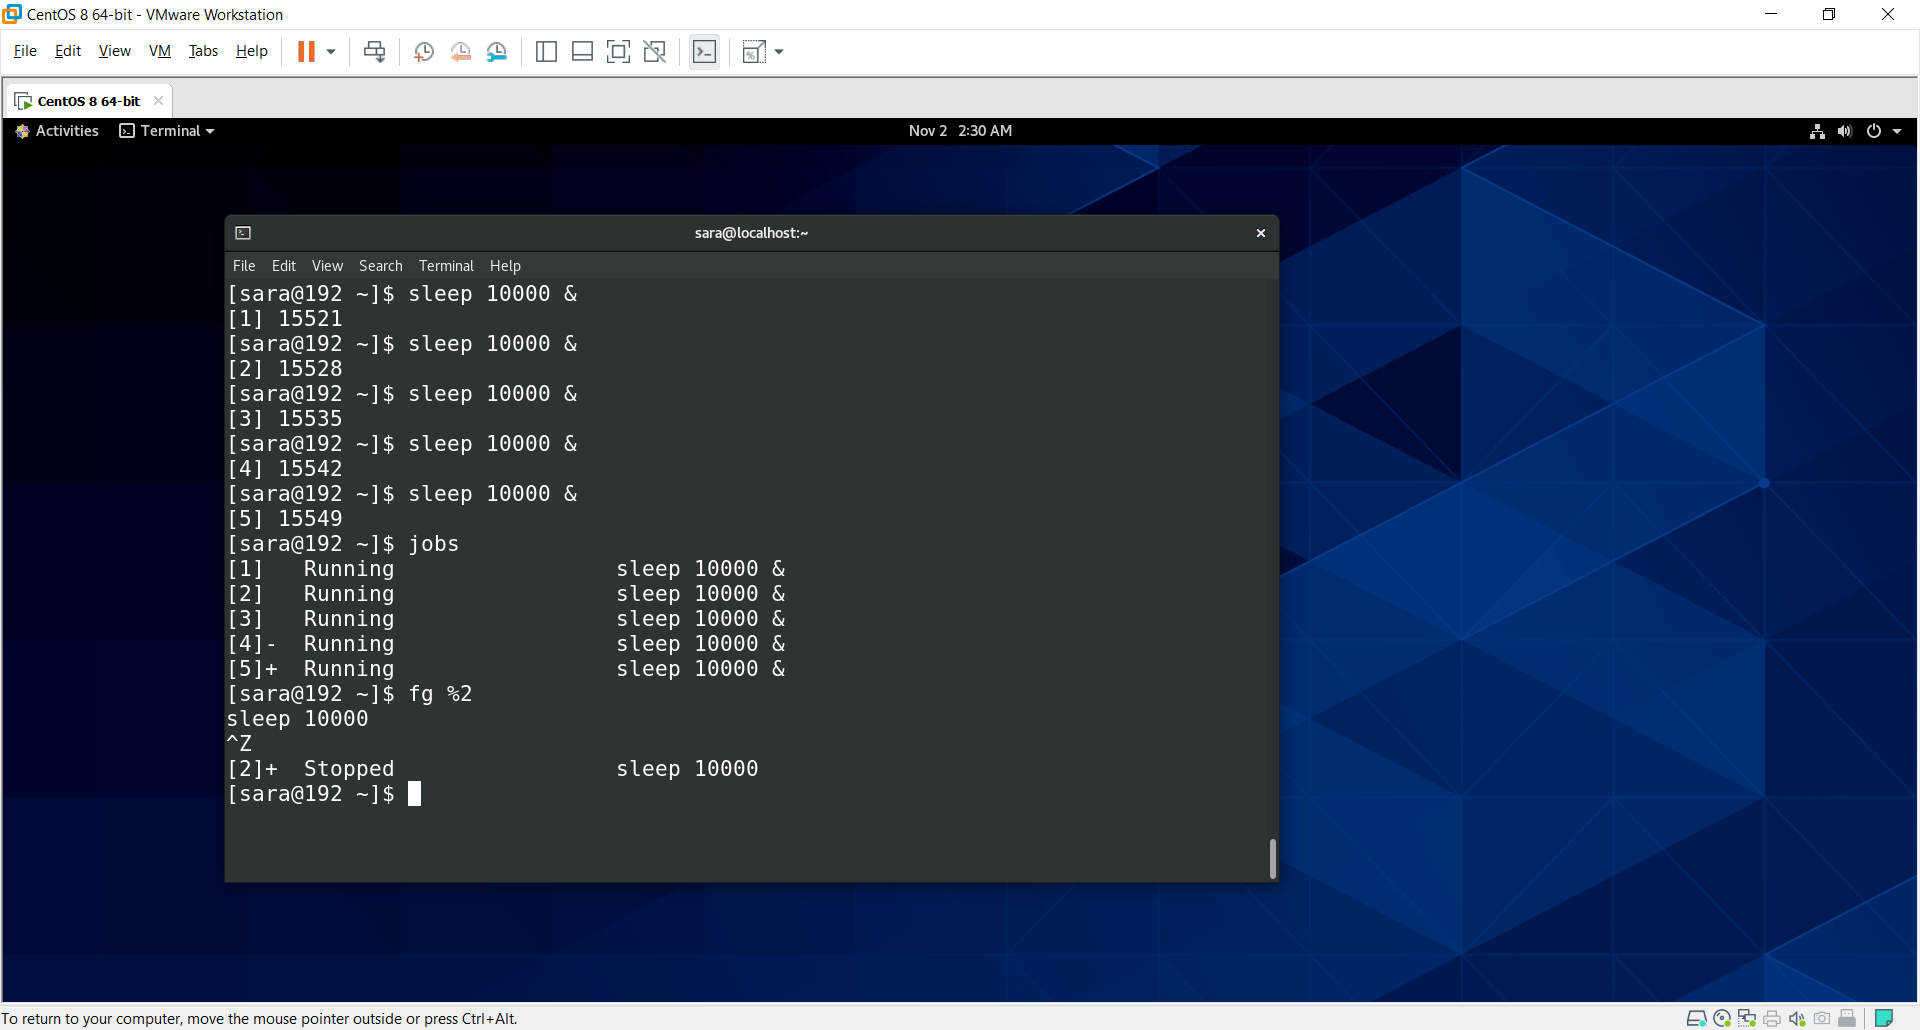 CentOS 8 64-bit - VMware Workstation
File Edit View VM Tabs Help
CentOS 8 64-bit
Activities Terminal Nov 2 2:30 AM
sara@localhost:~
File Edit View Search Terminal Help
[sara@192 ~]$ sleep 10000 &
[1] 15521
[sara@192 ~]$ sleep 10000 &
[2] 15528
[sara@192 ~]$ sleep 10000 &
[3] 15535
[sara@192 ~]$ sleep 10000 &
[4] 15542
[sara@192 ~]$ sleep 10000 &
[5] 15549
[sara@192 ~]$ jobs
[1]   Running                 sleep 10000 &
[2]   Running                 sleep 10000 &
[3]   Running                 sleep 10000 &
[4]-  Running                 sleep 10000 &
[5]+  Running                 sleep 10000 &
[sara@192 ~]$ fg %2
sleep 10000
^Z
[2]+  Stopped                 sleep 10000
[sara@192 ~]$
To return to your computer, move the mouse pointer outside or press Ctrl+Alt.